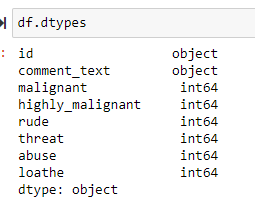 df.dtypes
: id object
comment_text object
malignant int64
highly_malignant int64
rude int64
threat int64
abuse int64
loathe int64
dtype: object